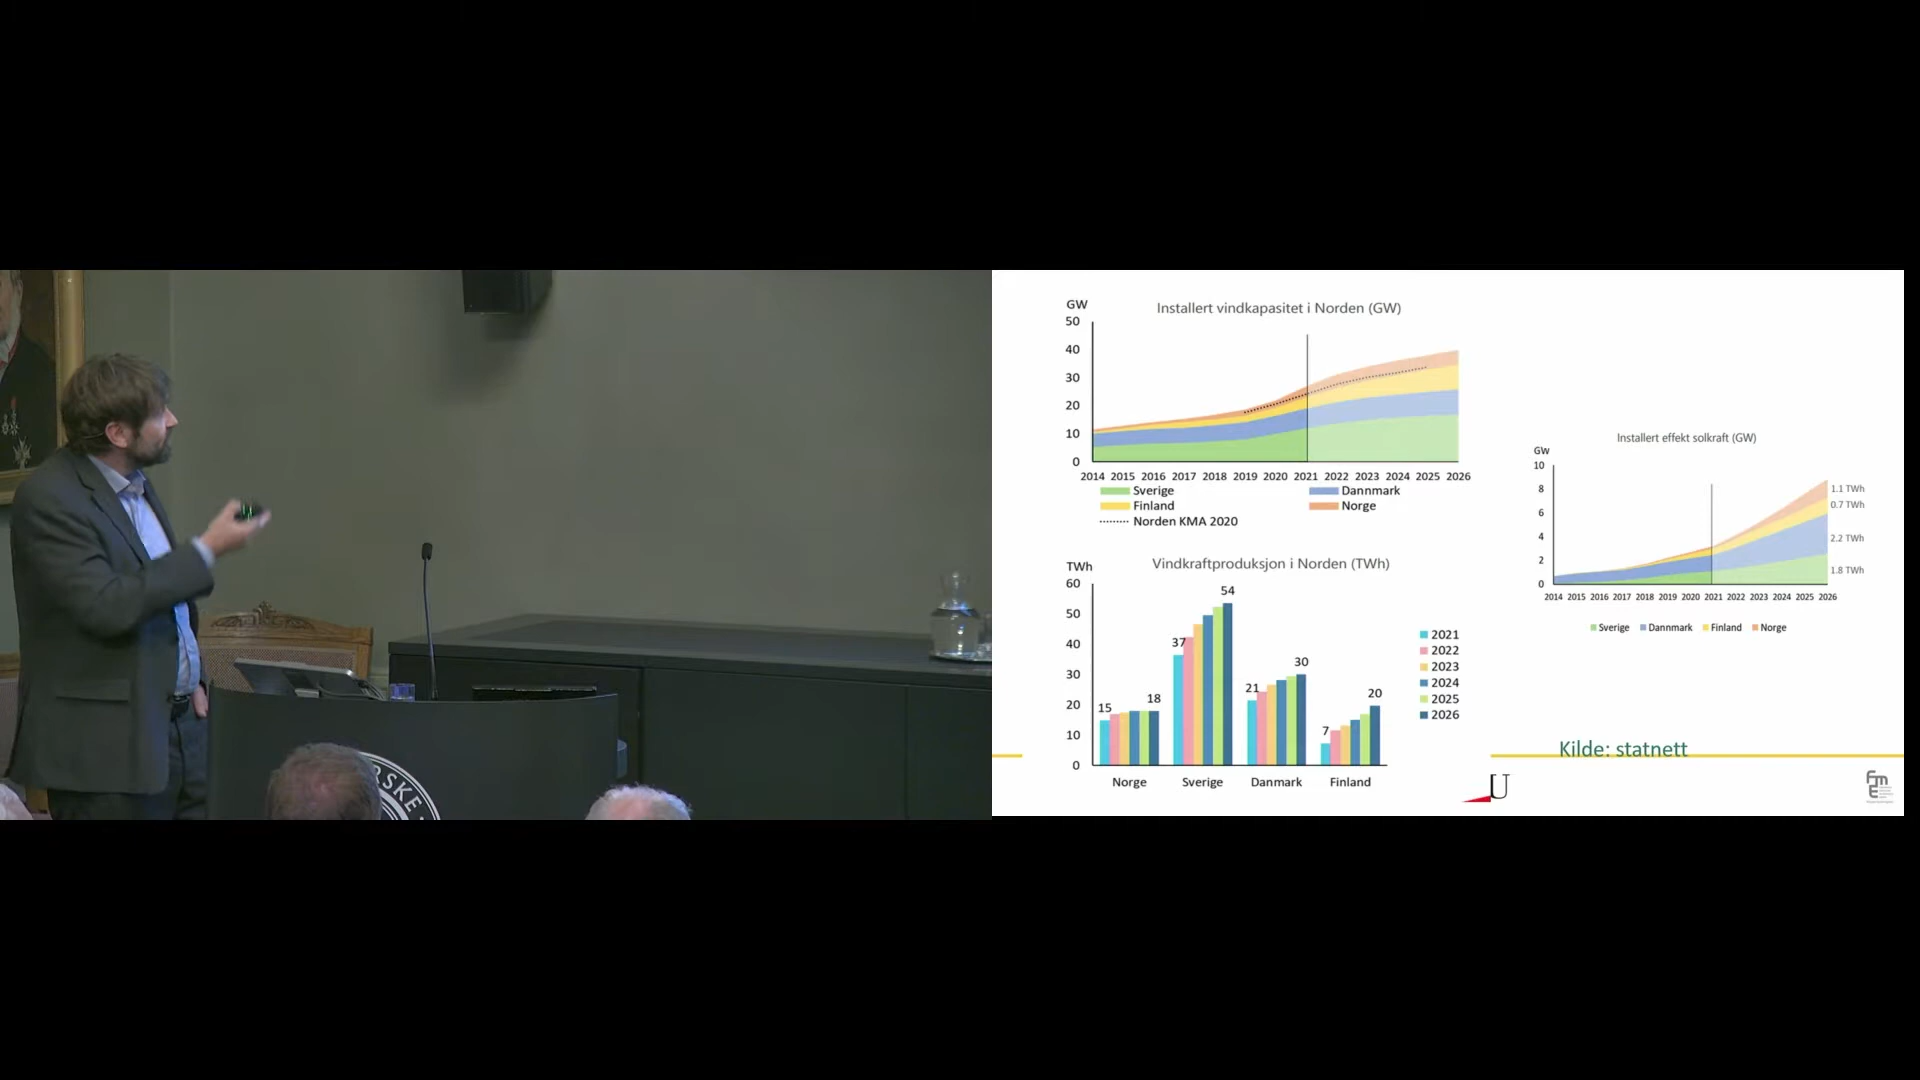 RSKE
GW
Installert vindkapasitet i Norden (GW)
50
40
30
20
10
0
2014 2015 2016 2017 2018 2019 2020 2021 2022 2023 2024 2025 2026
Sverige Dannmark
Finland Norge
Norden KMA 2020
TWh
Vindkraftproduksjon i Norden (TWh)
60
50
40
30
20
10
0
15 18
37 54
21 30
7 20
Norge Sverige Danmark Finland
2021
2022
2023
2024
2025
2026
Installert effekt solkraft (GW)
GW
10
8
6
4
2
0
1.1 TWh
0.7 TWh
2.2 TWh
1.8 TWh
2014 2015 2016 2017 2018 2019 2020 2021 2022 2023 2024 2025 2026
Sverige Dannmark Finland Norge
Kilde: statnett
U
FME